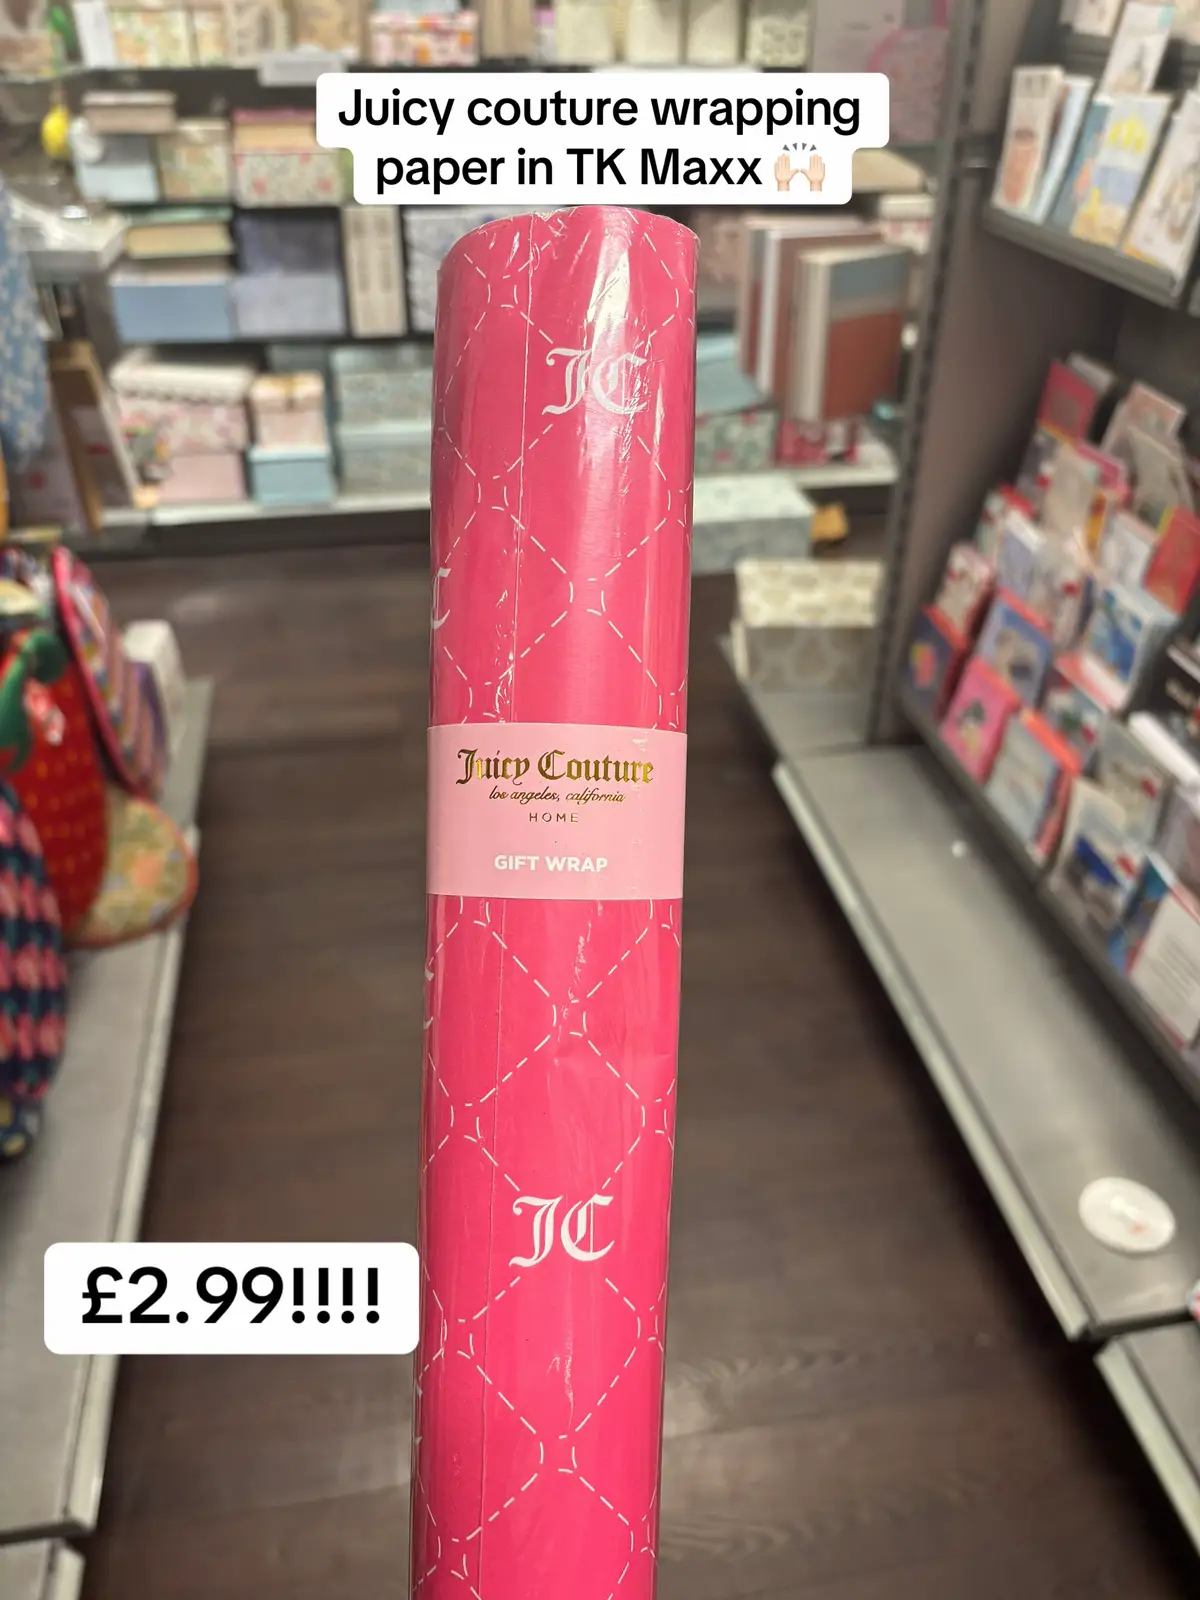 Juicy couture wrapping
paper in TK Maxx 🙌🏻
JC
Juicy Couture
los angeles, california
HOME
GIFT WRAP
JC
£2.99!!!!